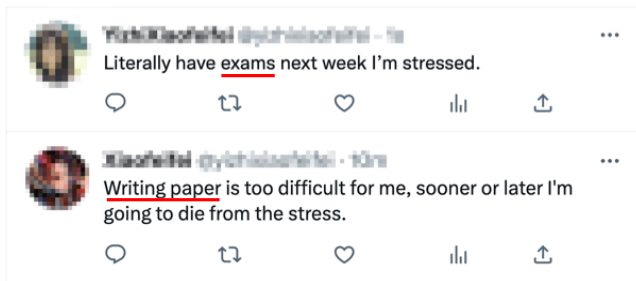 Literally have exams next week I'm stressed.
Writing paper is too difficult for me, sooner or later I'm
going to die from the stress.